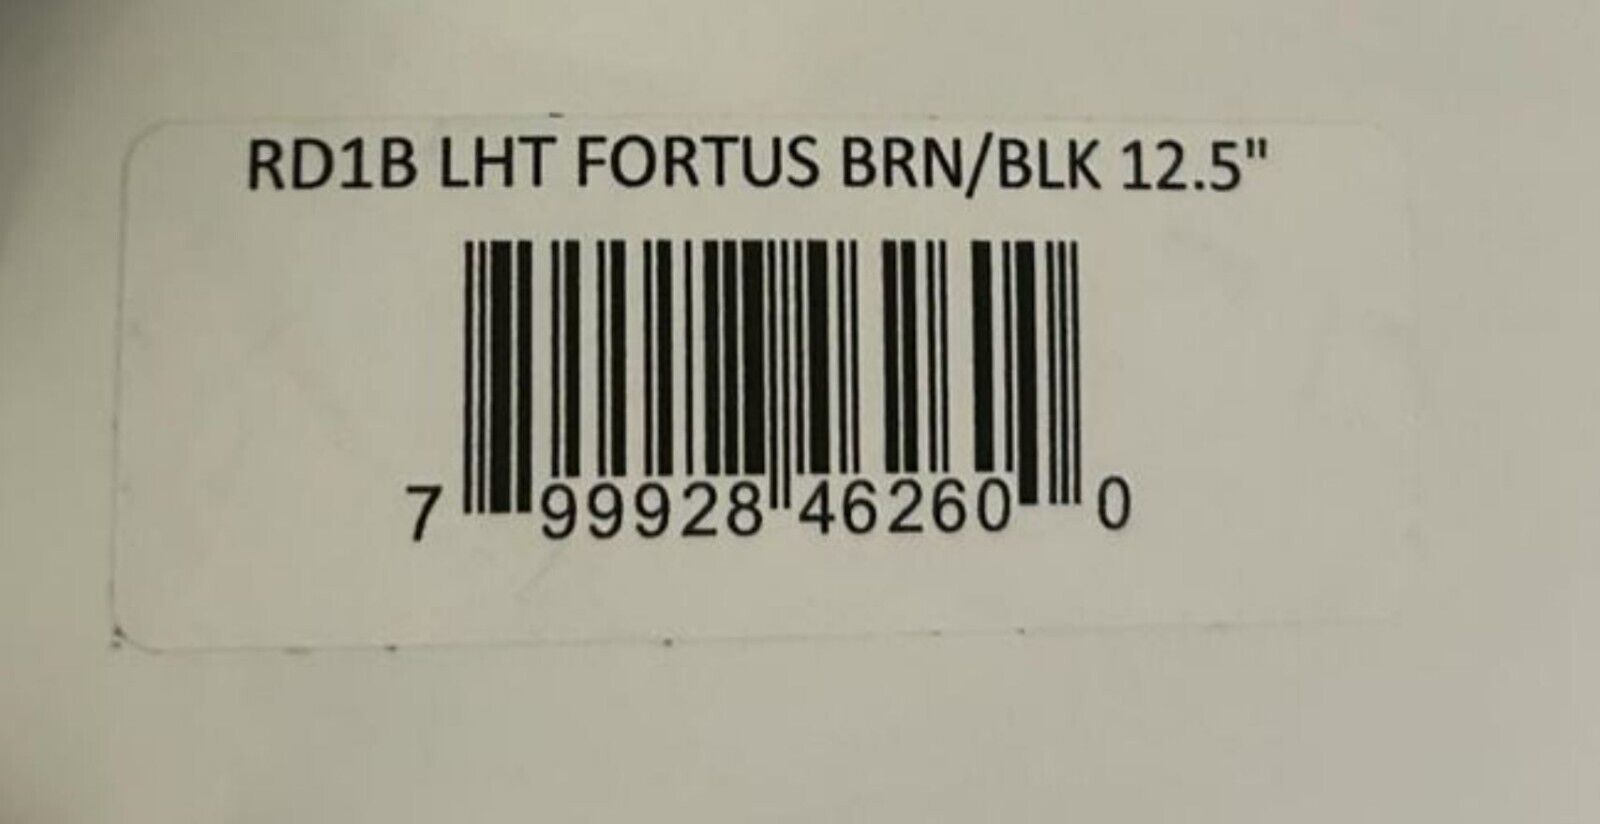 RD1B LHT FORTUS BRN/BLK 12.5"
7 99928 46260 0